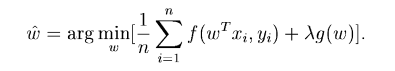 ŵ = arg min_w [ 1/n ∑_{i=1}^{n} f(w^T x_i, y_i) + λg(w)].